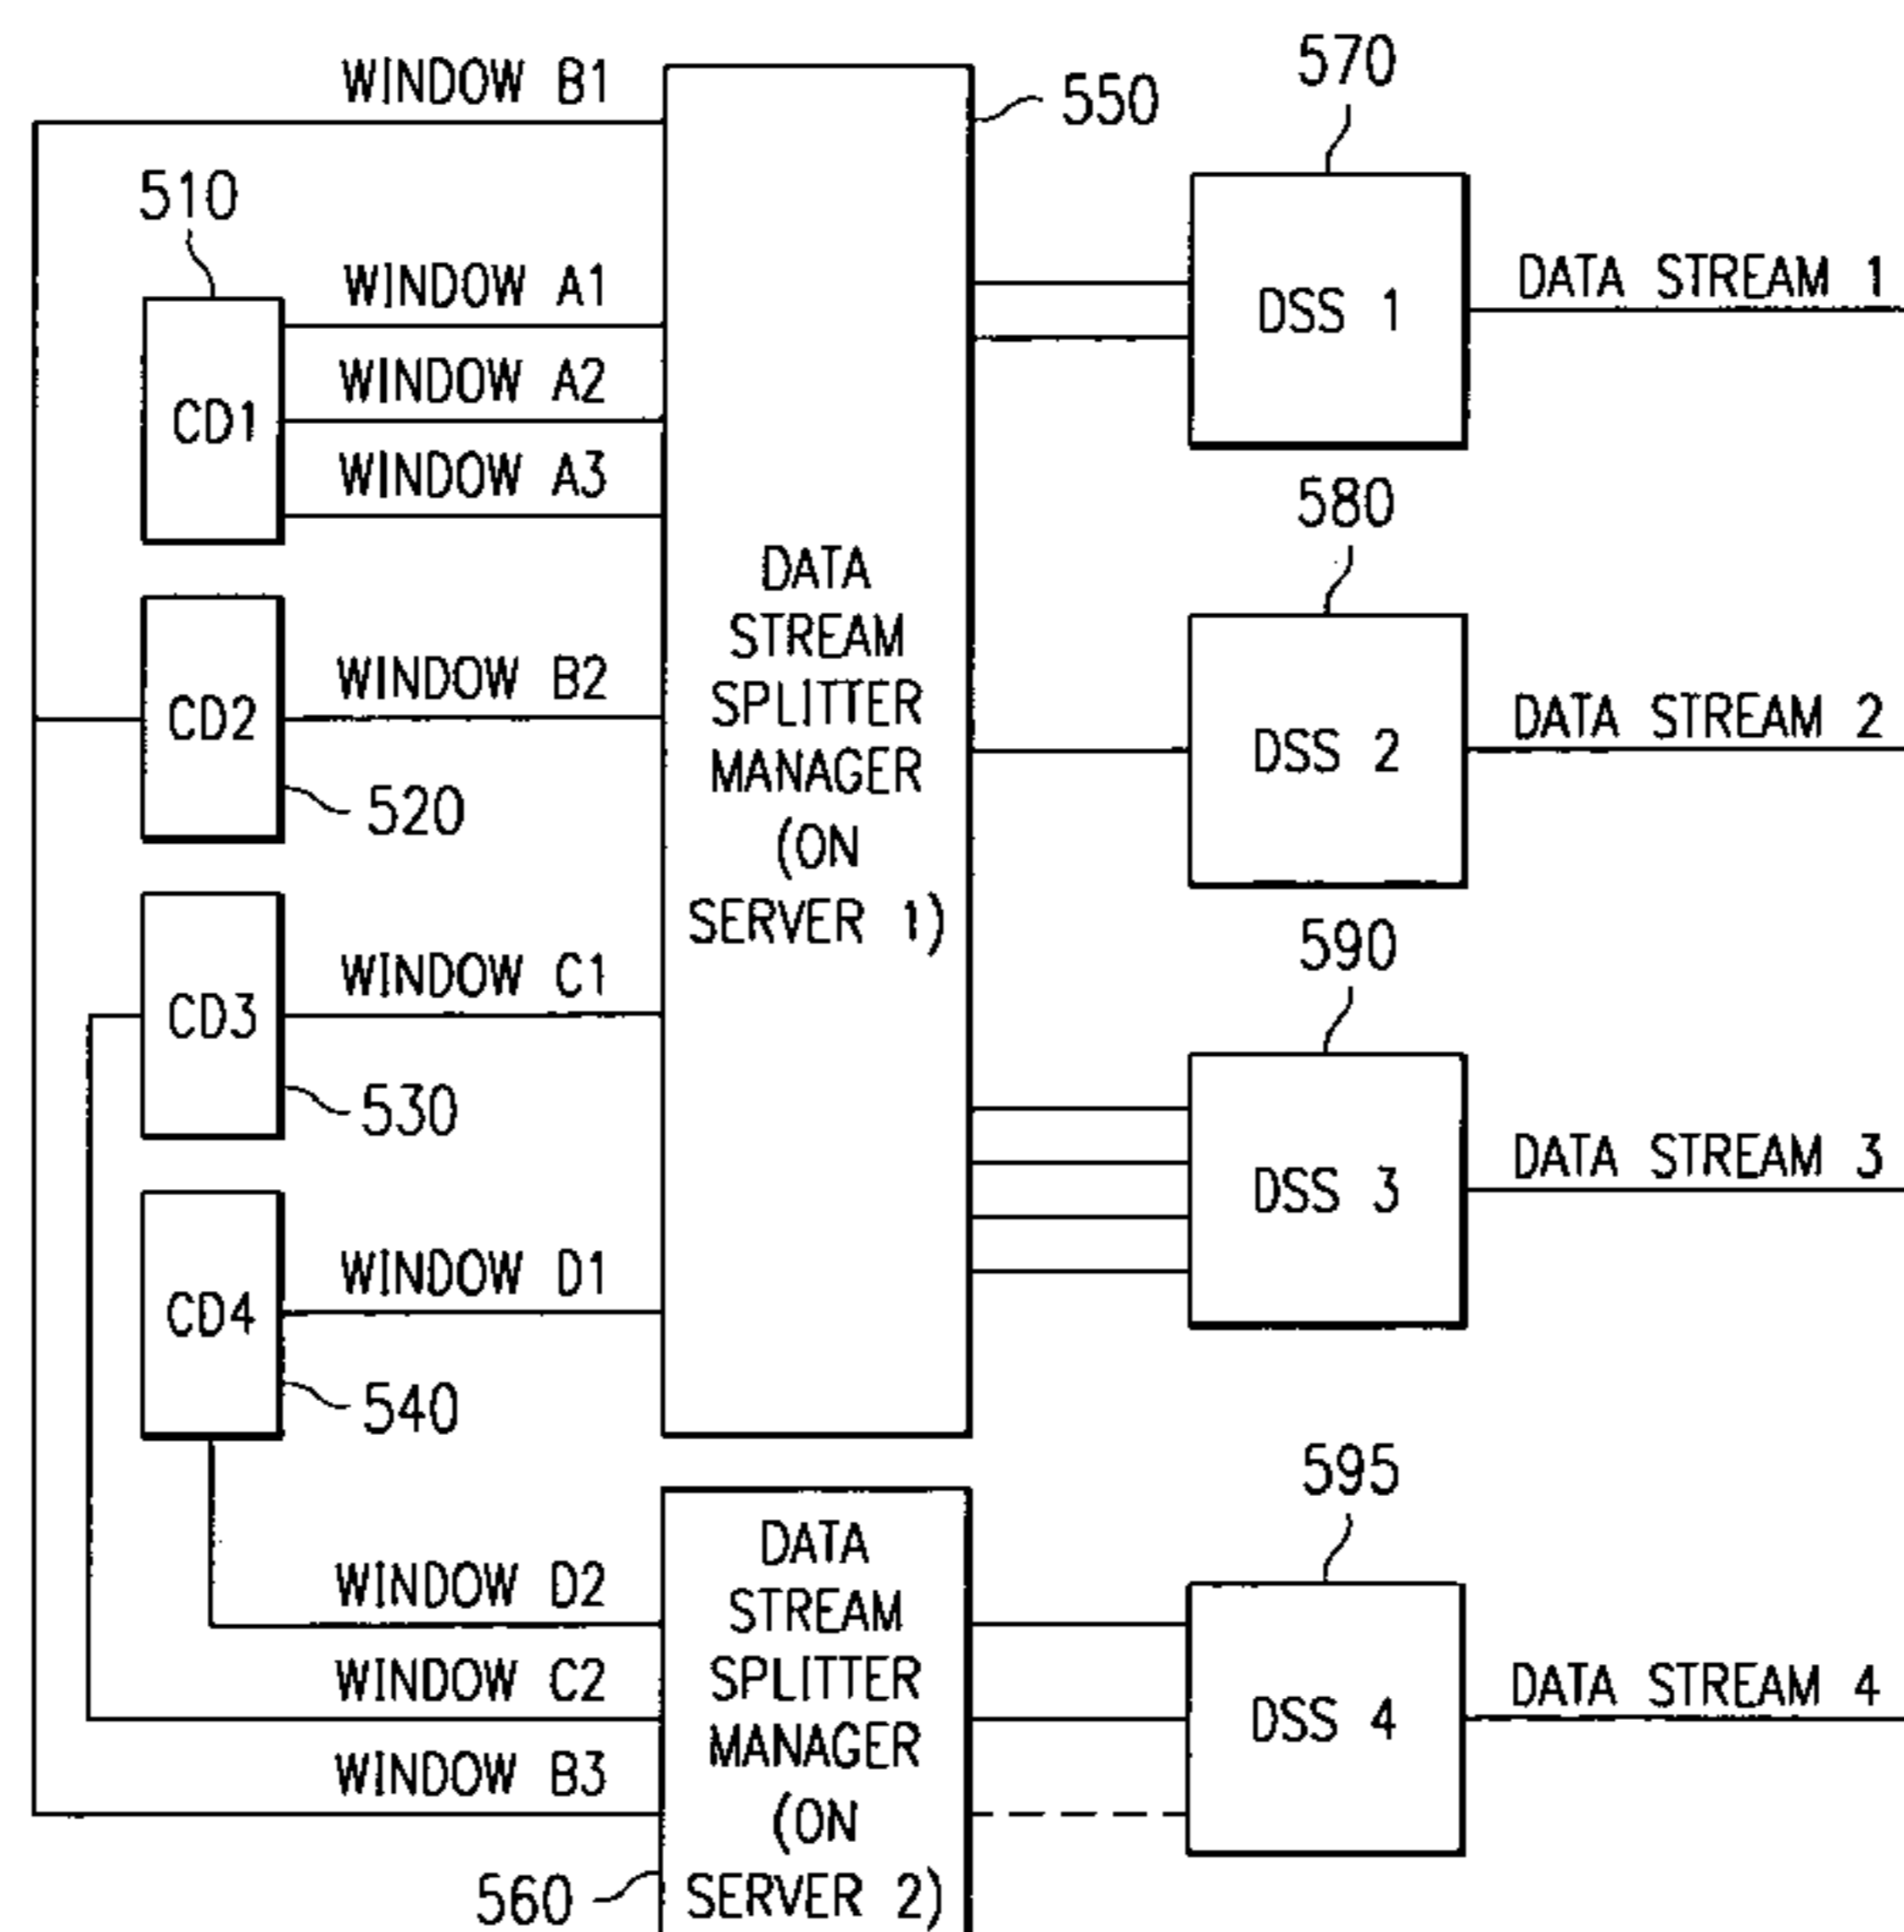 WINDOW B1
550
570
510
WINDOW A1
WINDOW A2
WINDOW A3
CD1
DSS 1
DATA STREAM 1
580
DATA
STREAM
SPLITTER
MANAGER
(ON
SERVER 1)
CD2
WINDOW B2
520
DSS 2
DATA STREAM 2
590
CD3
WINDOW C1
530
DSS 3
DATA STREAM 3
CD4
WINDOW D1
540
595
WINDOW D2
WINDOW C2
WINDOW B3
DATA
STREAM
SPLITTER
MANAGER
(ON
SERVER 2)
560
DSS 4
DATA STREAM 4